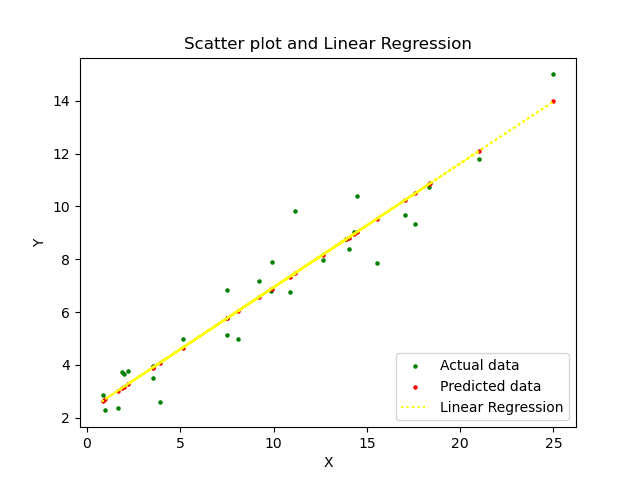 Scatter plot and Linear Regression
14
12
10
8
6
4
2
Y
Actual data
Predicted data
Linear Regression
0
5
10
15
20
25
X